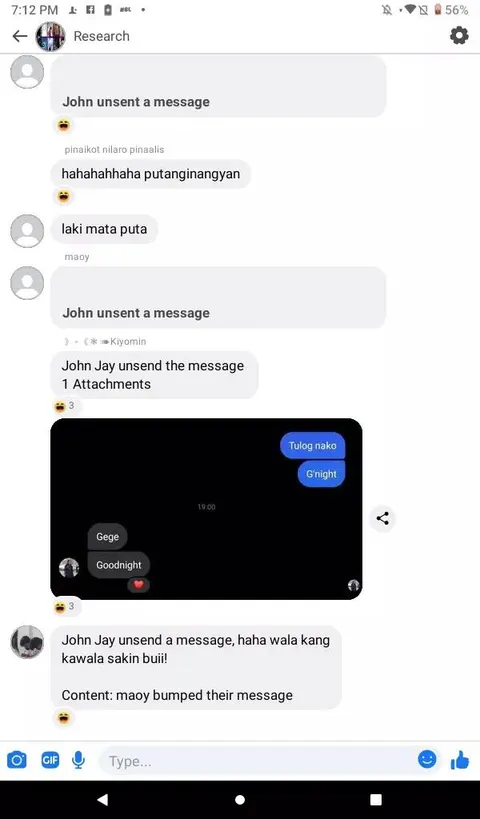 7:12 PM
56%
Research
John unsent a message
pinaikot nilaro pinaalis
hahahahhaha putanginangyan
laki mata puta
maoy
John unsent a message
Kiyomin
John Jay unsend the message
1 Attachments
3
Tulog nako
G'night
19:00
Gege
Goodnight
3
John Jay unsend a message, haha wala kang
kawala sakin buii!
Content: maoy bumped their message
GIF
Type...